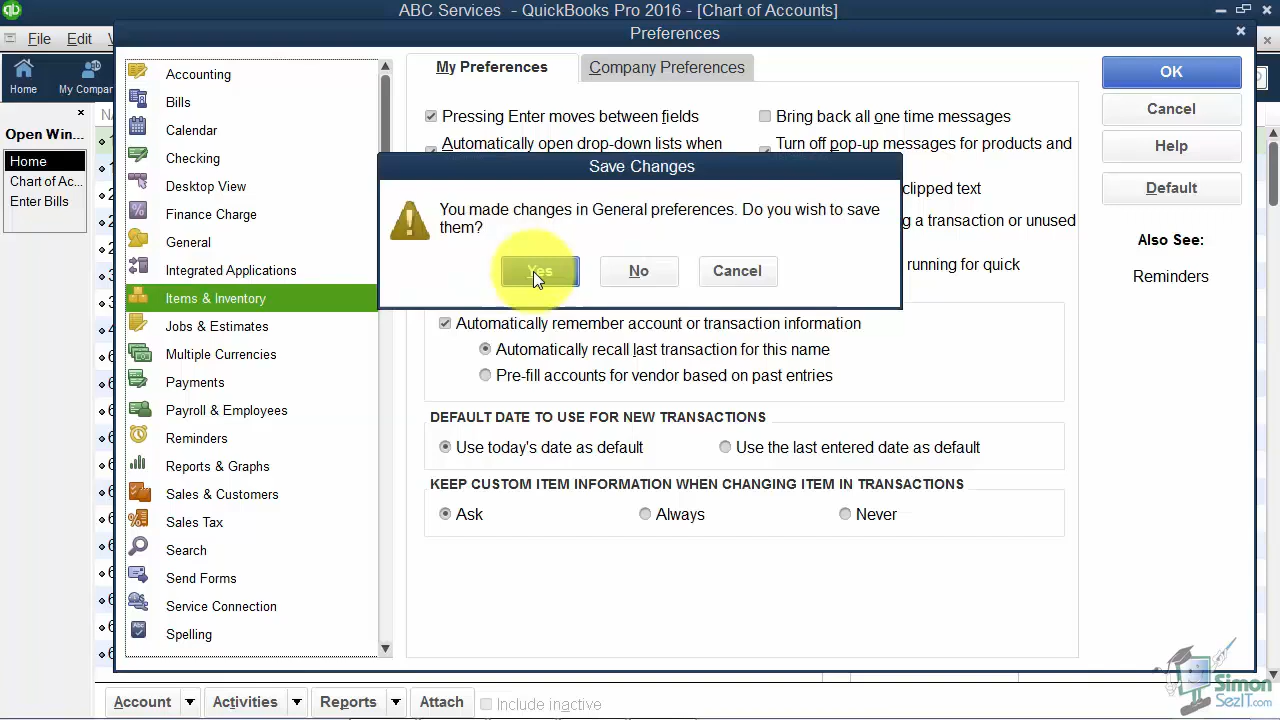 ABC Services - QuickBooks Pro 2016 - [Chart of Accounts]
File Edit
Preferences
Home
My Compar
Open Win...
Home
Chart of Ac...
Enter Bills
Accounting
Bills
Calendar
Checking
Desktop View
Finance Charge
General
Integrated Applications
Items & Inventory
Jobs & Estimates
Multiple Currencies
Payments
Payroll & Employees
Reminders
Reports & Graphs
Sales & Customers
Sales Tax
Search
Send Forms
Service Connection
Spelling
My Preferences
Company Preferences
Pressing Enter moves between fields
Bring back all one time messages
Automatically open drop-down lists when
Turn off pop-up messages for products and
Save Changes
You made changes in General preferences. Do you wish to save
them?
Yes
No
Cancel
clipped text
g a transaction or unused
running for quick
Automatically remember account or transaction information
Automatically recall last transaction for this name
Pre-fill accounts for vendor based on past entries
DEFAULT DATE TO USE FOR NEW TRANSACTIONS
Use today's date as default
Use the last entered date as default
KEEP CUSTOM ITEM INFORMATION WHEN CHANGING ITEM IN TRANSACTIONS
Ask
Always
Never
OK
Cancel
Help
Default
Also See:
Reminders
Account
Activities
Reports
Attach
Include inactive
Simon
SezIT.com